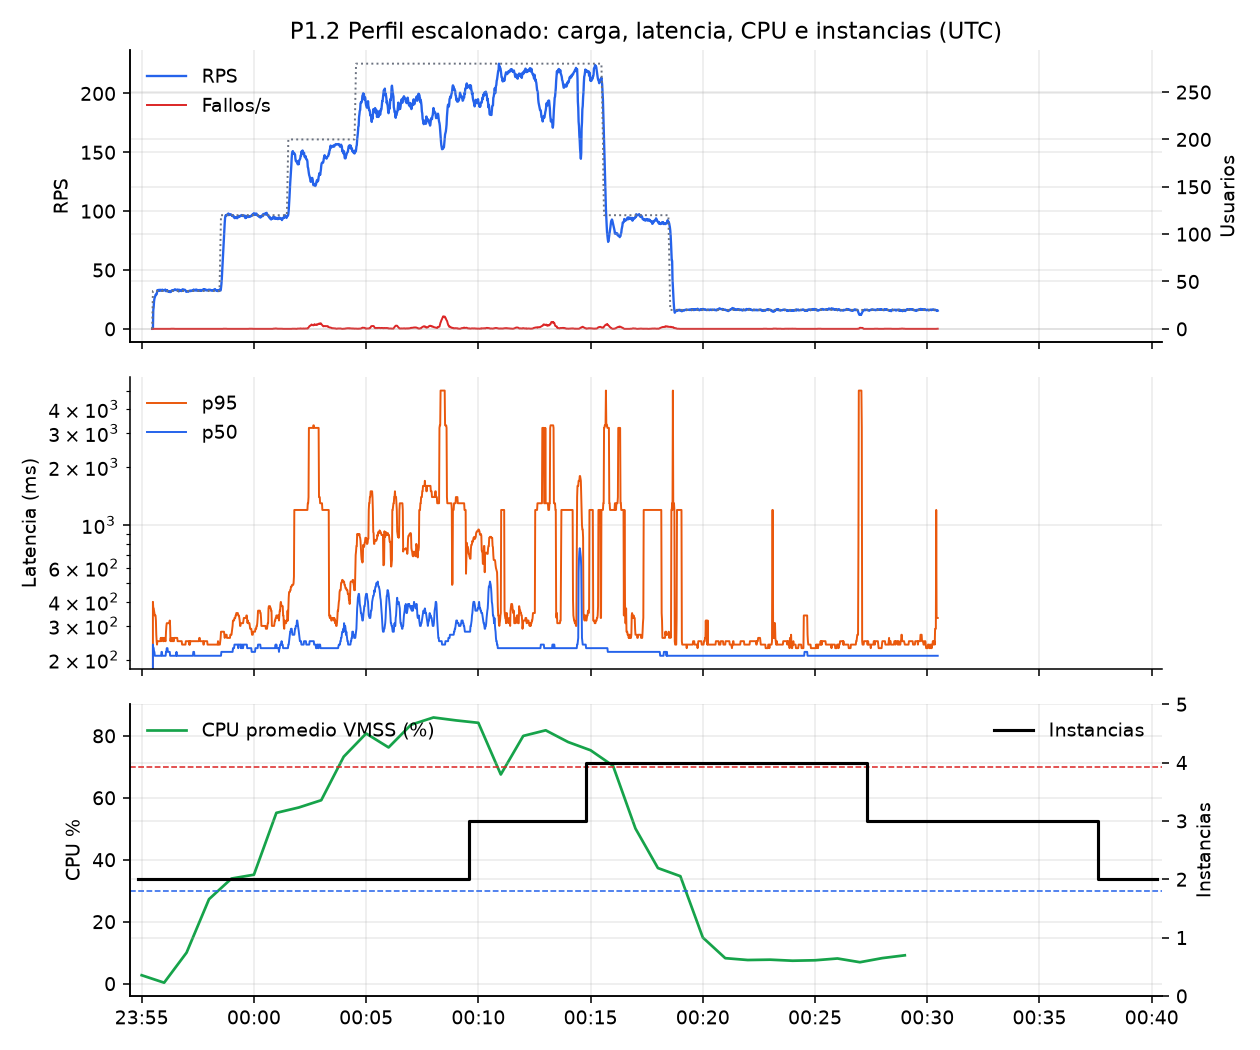 P1.2 Perfil escalonado: carga, latencia, CPU e instancias (UTC)
RPS
Fallos/s
200
150
100
50
0
RPS
250
200
150
100
50
0
Usuarios
p95
p50
4 × 10³
3 × 10³
2 × 10³
10³
6 × 10²
4 × 10²
3 × 10²
2 × 10²
Latencia (ms)
CPU promedio VMSS (%)
Instancias
80
60
40
20
0
CPU %
5
4
3
2
1
0
Instancias
23:55 00:00 00:05 00:10 00:15 00:20 00:25 00:30 00:35 00:40